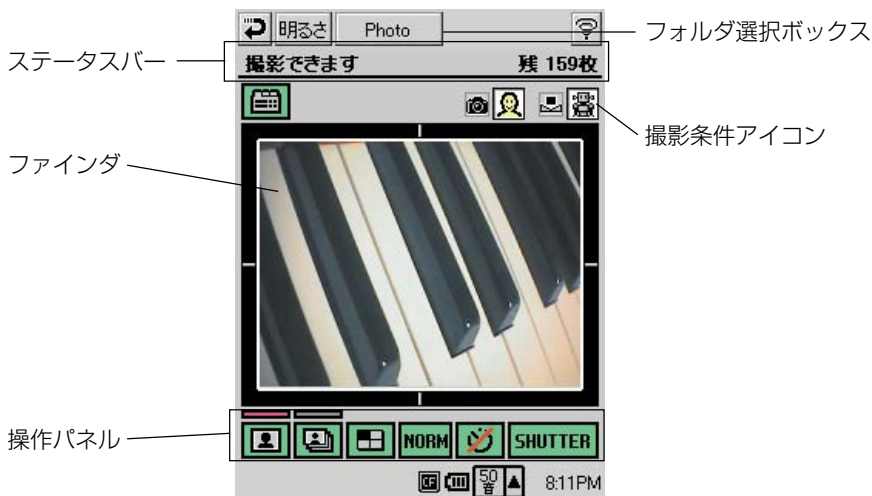 明るさ Photo
フォルダ選択ボックス
ステータスバー
撮影できます 残 159枚
撮影条件アイコン
ファインダ
操作パネル
NORM SHUTTER
CF 50音 8:11PM